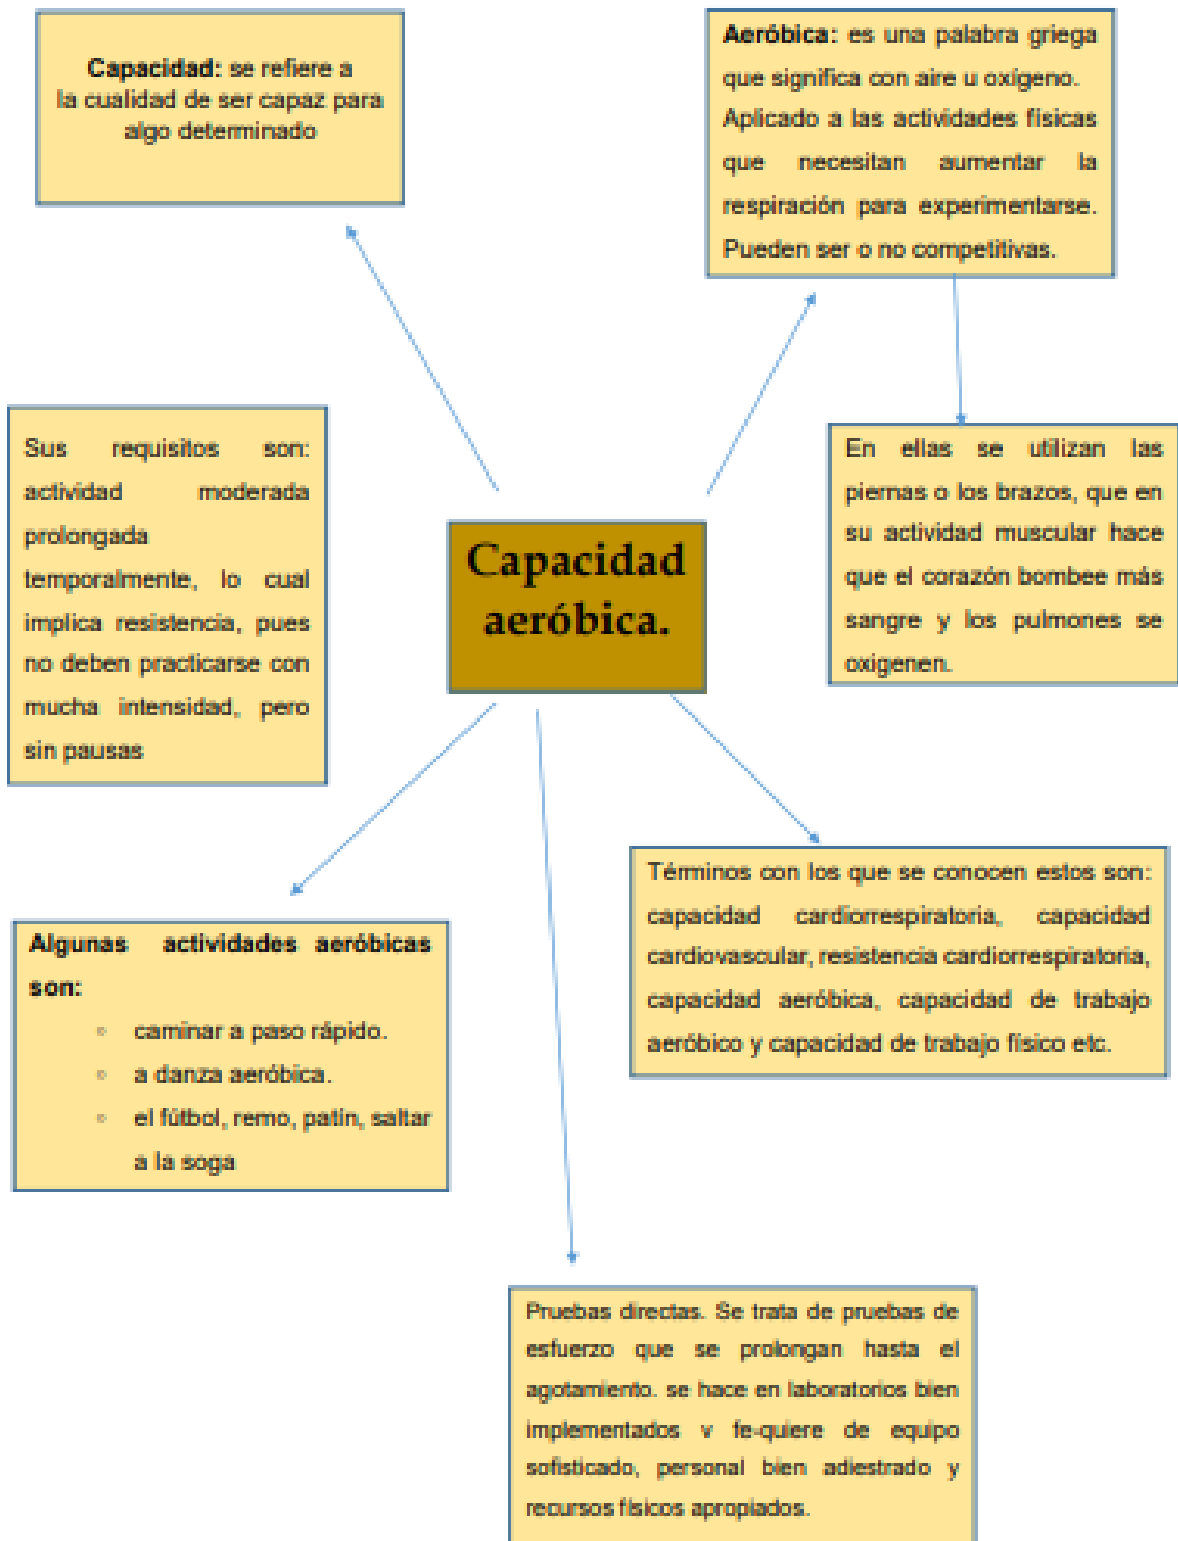 Capacidad: se refiere a
la cualidad de ser capaz para
algo determinado
Aeróbica: es una palabra griega
que significa con aire u oxígeno.
Aplicado a las actividades físicas
que necesitan aumentar la
respiración para experimentarse.
Pueden ser o no competitivas.
Sus requisitos son:
actividad moderada
prolongada
temporalmente, lo cual
implica resistencia, pues
no deben practicarse con
mucha intensidad, pero
sin pausas
Capacidad
aeróbica.
En ellas se utilizan las
piernas o los brazos, que en
su actividad muscular hace
que el corazón bombee más
sangre y los pulmones se
oxigenen.
Términos con los que se conocen estos son:
capacidad cardiorrespiratoria, capacidad
cardiovascular, resistencia cardiorrespiratoria,
capacidad aeróbica, capacidad de trabajo
aeróbico y capacidad de trabajo físico etc.
Algunas actividades aeróbicas
son:
◦ caminar a paso rápido.
◦ a danza aeróbica.
◦ el fútbol, remo, patín, saltar
a la soga
Pruebas directas. Se trata de pruebas de
esfuerzo que se prolongan hasta el
agotamiento. se hace en laboratorios bien
implementados v fe-quiere de equipo
sofisticado, personal bien adiestrado y
recursos físicos apropiados.